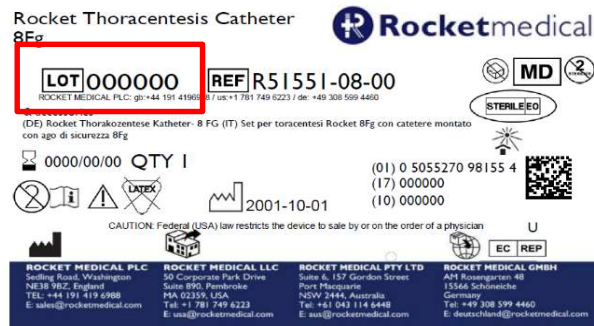 Rocket Thoracentesis Catheter
8Fg
Rocketmedical
LOT 000000
REF R51551-08-00
MD
2
STERILE EO
ROCKET MEDICAL PLC: gb:+44 191 4196988 / us:+1 781 749 6223 / de: +49 308 599 4460
(DE) Rocket Thorakozentese Katheter- 8 FG (IT) Set per toracentesi Rocket 8Fg con catetere montato
con ago di sicurezza 8Fg
0000/00/00 QTY 1
(01) 0 5055270 98155 4
(17) 000000
(10) 000000
2
LATEX
2001-10-01
CAUTION: Federal (USA) law restricts the device to sale by or on the order of a physician
U
EC REP
ROCKET MEDICAL PLC
Sedling Road, Washington
NE38 9BZ, England
TEL: +44 191 419 6988
E: sales@rocketmedical.com
ROCKET MEDICAL LLC
50 Corporate Park Drive
Suite 890, Pembroke
MA 02359, USA
Tel: +1 781 749 6223
E: usa@rocketmedical.com
ROCKET MEDICAL PTY LTD
Suite 6, 157 Gordon Street
Port Macquarie
NSW 2444, Australia
Tel: +61 043 114 6448
E: aus@rocketmedical.com
ROCKET MEDICAL GMBH
AM Rosengarten 48
15566 Schöneiche
Germany
Tel: +49 308 599 4460
E: deutschland@rocketmedical.com